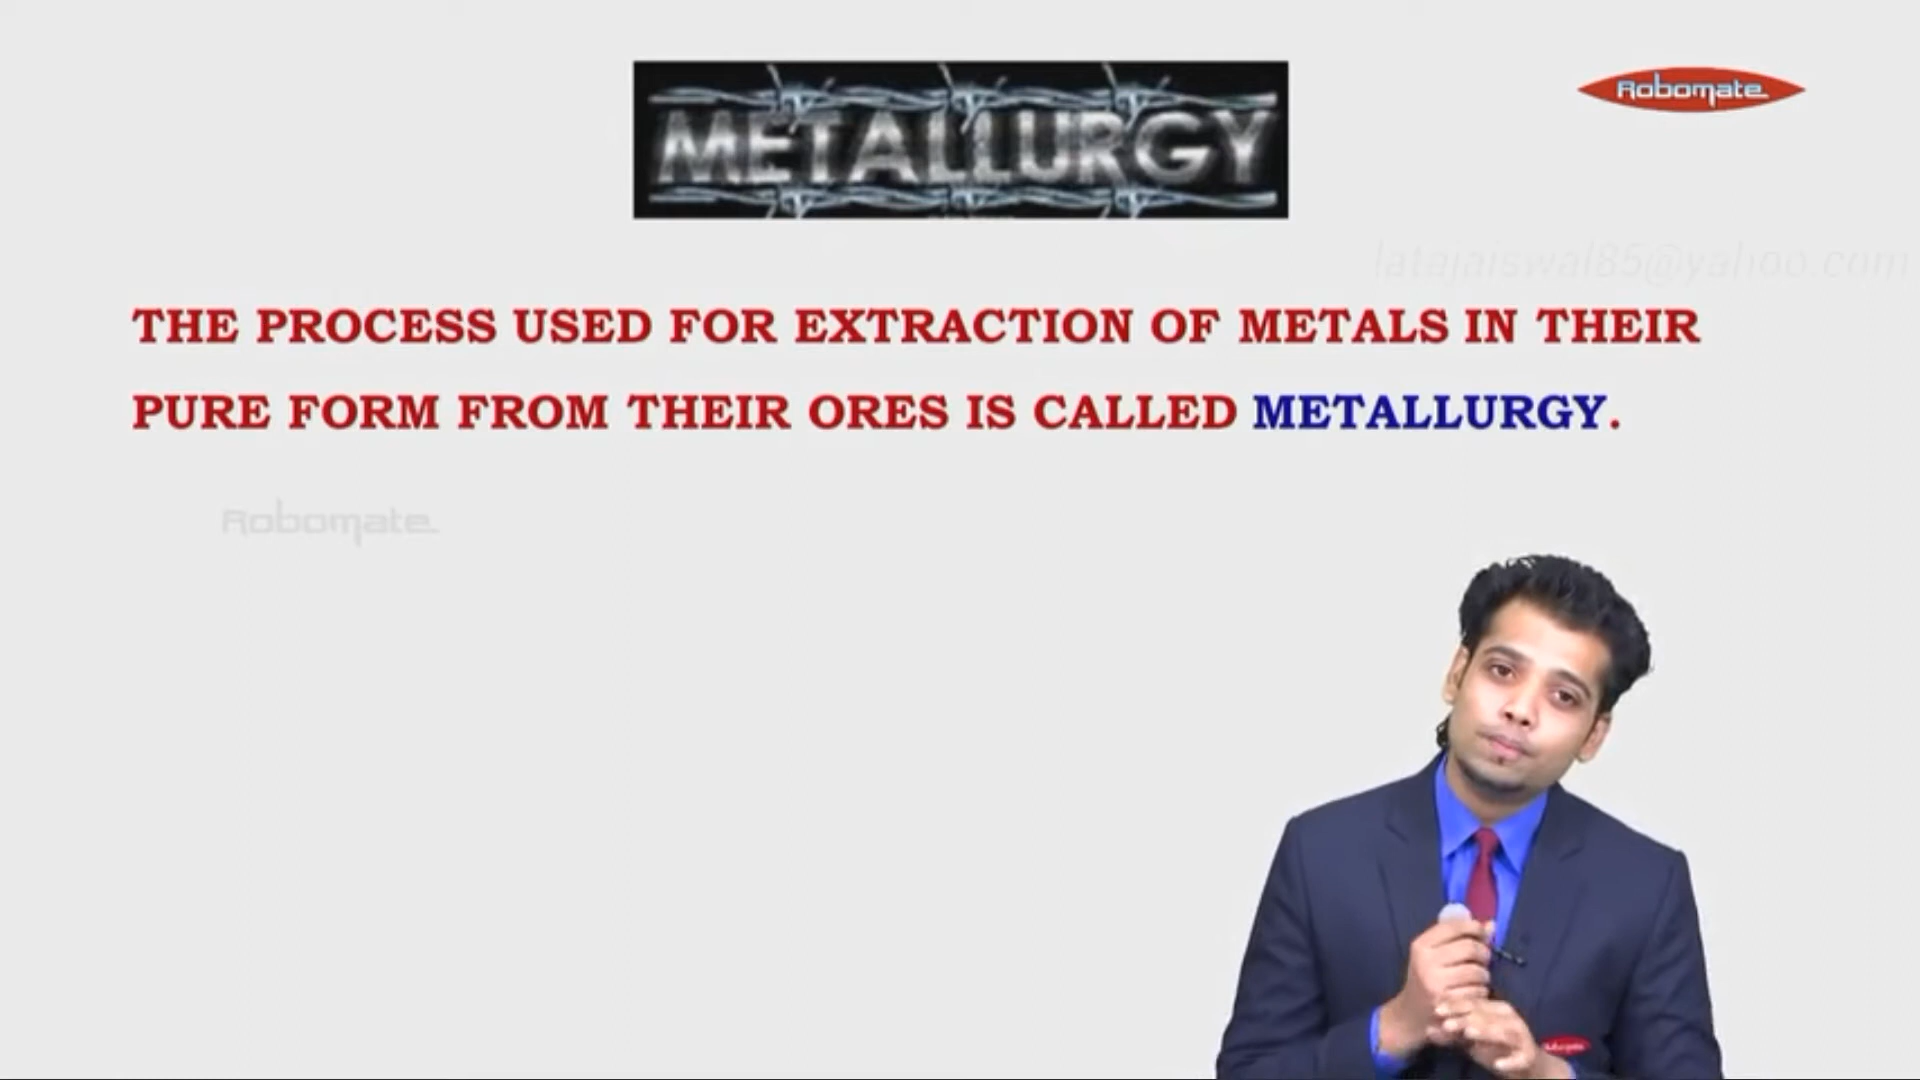 METALLURGY
Robomate
latajaiswal85@yahoo.com
THE PROCESS USED FOR EXTRACTION OF METALS IN THEIR
PURE FORM FROM THEIR ORES IS CALLED METALLURGY.
Robomate